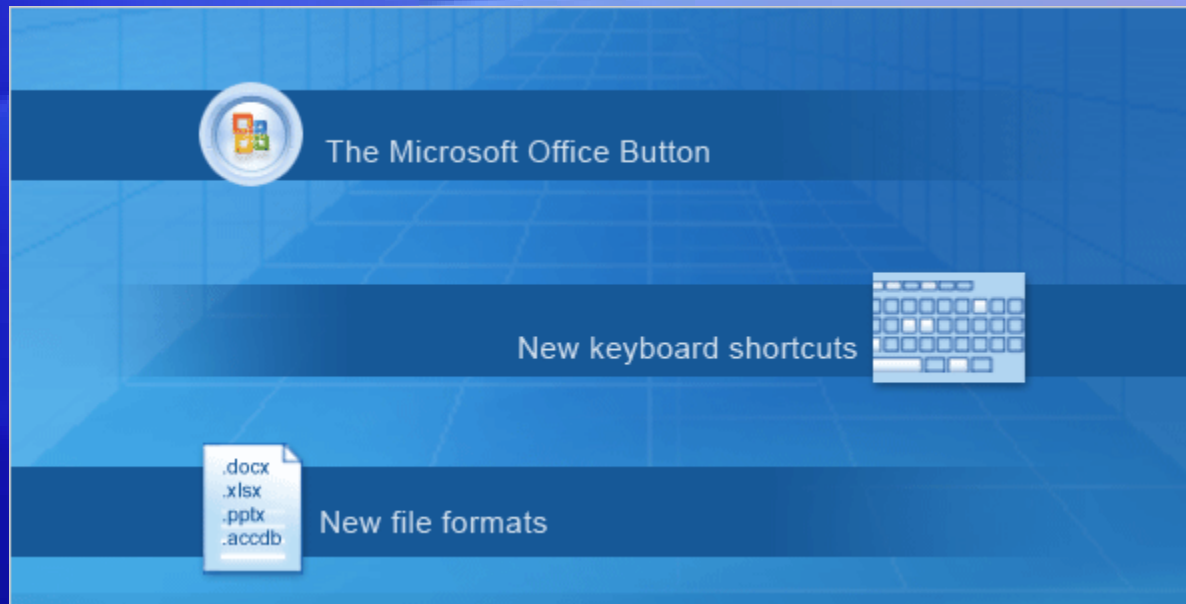 The Microsoft Office Button
New keyboard shortcuts
.docx
.xlsx
.pptx
.accdb
New file formats